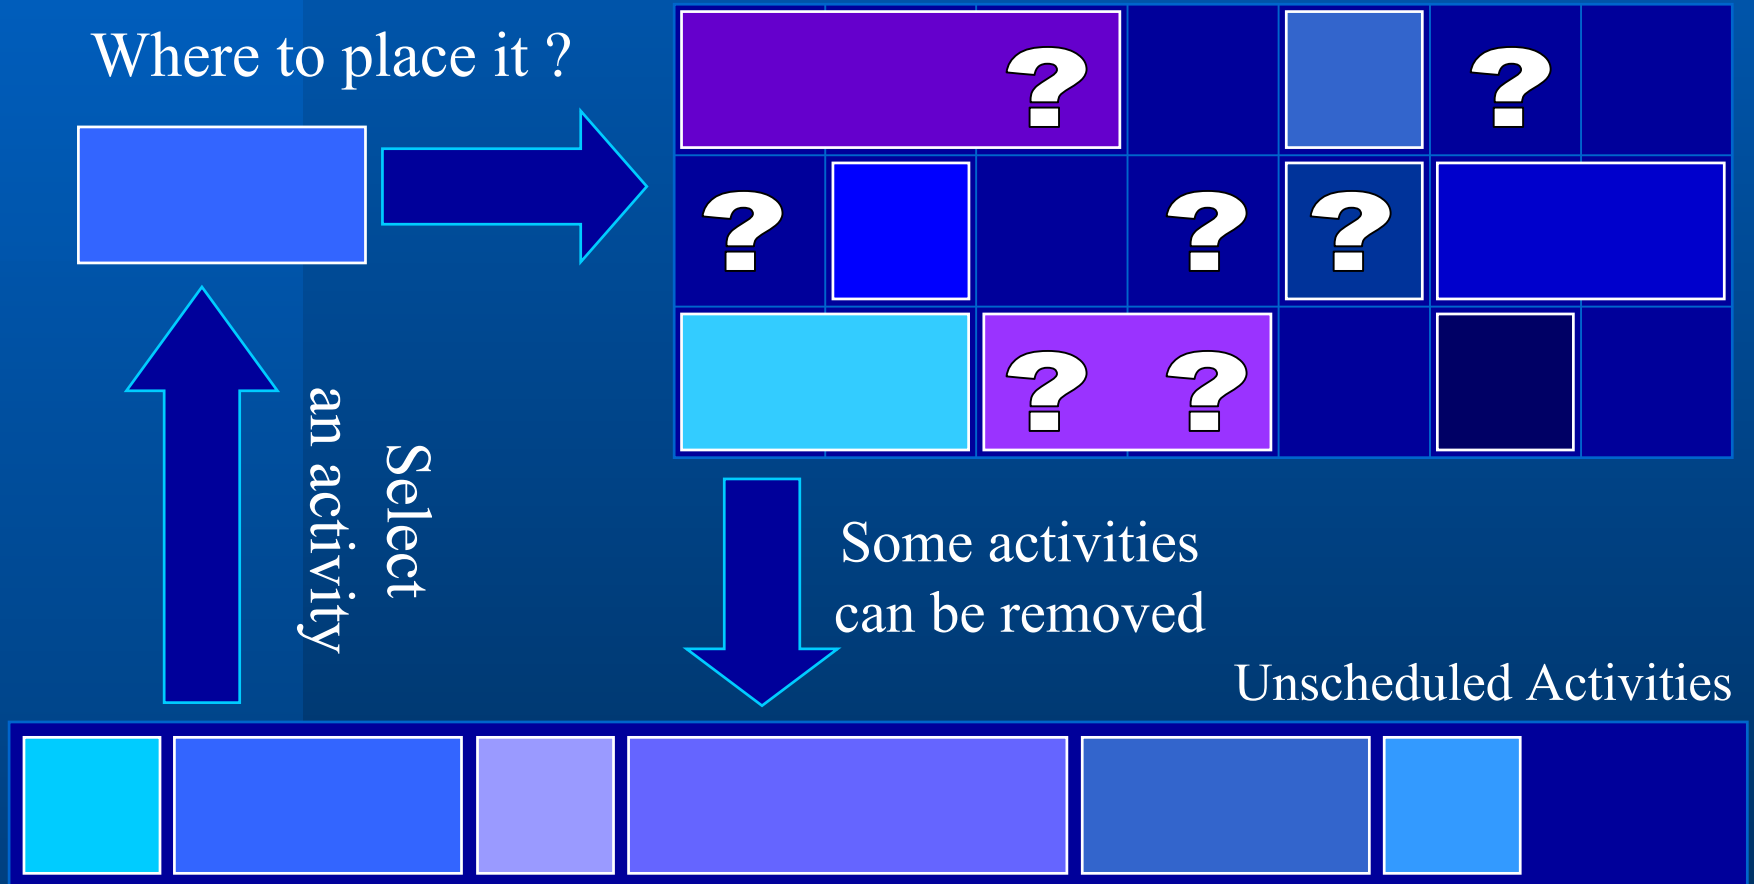 Where to place it ?
?
?
?
?
?
?
?
Select
an activity
Some activities
can be removed
Unscheduled Activities